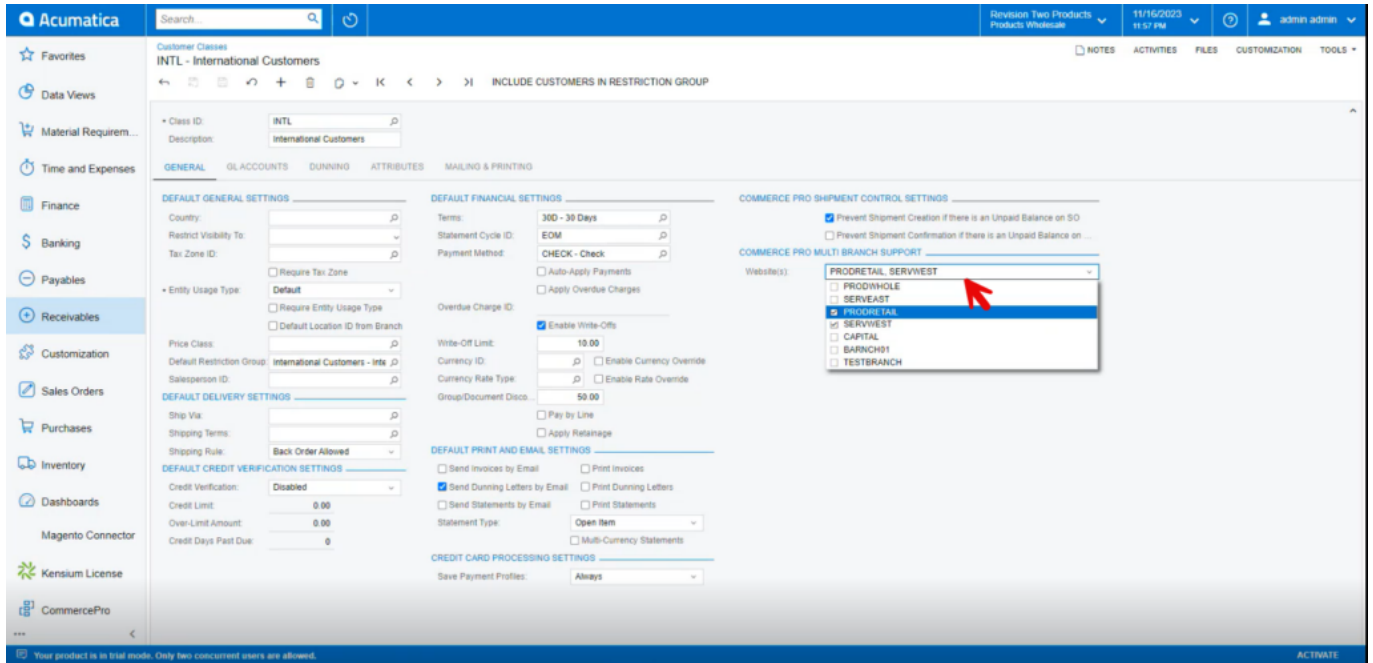 Acumatica
Search...
Revision Two Products
Products Wholesale
11/16/2023
11:57 PM
admin admin
Favorites
Data Views
Material Requirem...
Time and Expenses
Finance
Banking
Payables
Receivables
Customization
Sales Orders
Purchases
Inventory
Dashboards
Magento Connector
Kensium License
CommercePro
Customer Classes
INTL - International Customers
NOTES ACTIVITIES FILES CUSTOMIZATION TOOLS
INCLUDE CUSTOMERS IN RESTRICTION GROUP
Class ID: INTL
Description: International Customers
GENERAL GL ACCOUNTS DUNNING ATTRIBUTES MAILING & PRINTING
DEFAULT GENERAL SETTINGS
Country:
Restrict Visibility To:
Tax Zone ID:
Require Tax Zone
Entity Usage Type: Default
Require Entity Usage Type
Default Location ID from Branch
Price Class:
Default Restriction Group: International Customers - Inte
Salesperson ID:
DEFAULT DELIVERY SETTINGS
Ship Via:
Shipping Terms:
Shipping Rule: Back Order Allowed
DEFAULT CREDIT VERIFICATION SETTINGS
Credit Verification: Disabled
Credit Limit: 0.00
Over-Limit Amount: 0.00
Credit Days Past Due: 0
DEFAULT FINANCIAL SETTINGS
Terms: 30D - 30 Days
Statement Cycle ID: EOM
Payment Method: CHECK - Check
Auto-Apply Payments
Apply Overdue Charges
Overdue Charge ID:
Enable Write-Offs
Write-Off Limit: 10.00
Currency ID: Enable Currency Override
Currency Rate Type: Enable Rate Override
Group/Document Disco... 50.00
Pay by Line
Apply Retainage
DEFAULT PRINT AND EMAIL SETTINGS
Send Invoices by Email Print Invoices
Send Dunning Letters by Email Print Dunning Letters
Send Statements by Email Print Statements
Statement Type: Open Item
Multi-Currency Statements
CREDIT CARD PROCESSING SETTINGS
Save Payment Profiles: Always
COMMERCE PRO SHIPMENT CONTROL SETTINGS
Prevent Shipment Creation if there is an Unpaid Balance on SO
Prevent Shipment Confirmation if there is an Unpaid Balance on ...
COMMERCE PRO MULTI BRANCH SUPPORT
Website(s): PRODRETAIL, SERVWEST
PRODWHOLE
SERVEAST
PRODRETAIL
SERVWEST
CAPITAL
BARNCH01
TESTBRANCH
Your product is in trial mode. Only two concurrent users are allowed.
ACTIVATE